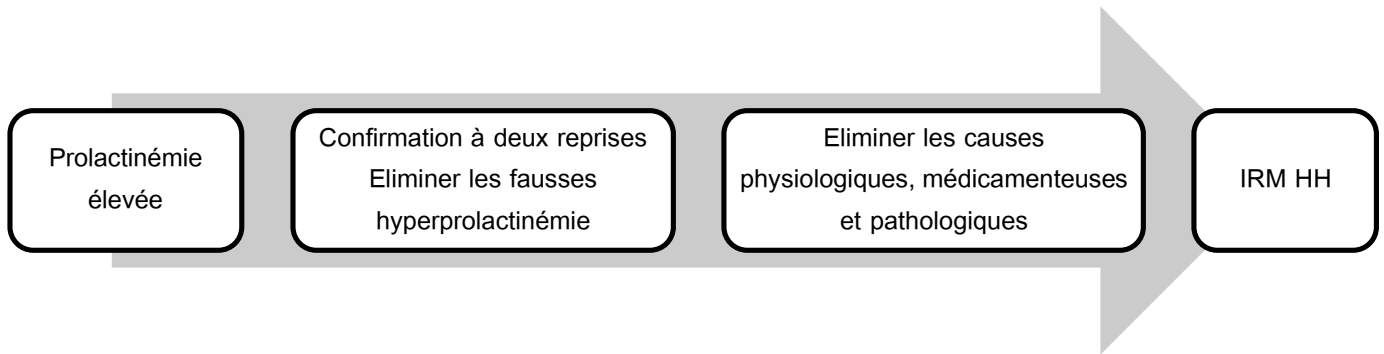 Prolactinémie
élevée
Confirmation à deux reprises
Eliminer les fausses
hyperprolactinémie
Eliminer les causes
physiologiques, médicamenteuses
et pathologiques
IRM HH